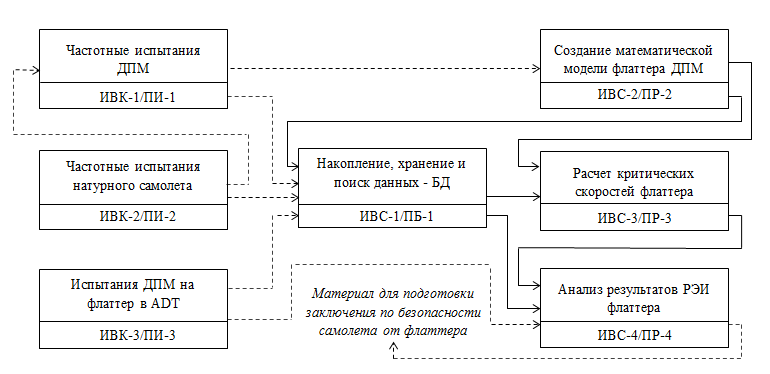 Частотные испытания
ДПМ
ИВК-1/ПИ-1
Создание математической
модели флаттера ДПМ
ИВС-2/ПР-2
Частотные испытания
натурного самолета
ИВК-2/ПИ-2
Накопление, хранение и
поиск данных - БД
ИВС-1/ПБ-1
Расчет критических
скоростей флаттера
ИВС-3/ПР-3
Испытания ДПМ на
флаттер в ADT
ИВК-3/ПИ-3
Материал для подготовки
заключения по безопасности
самолета от флаттера
Анализ результатов РЭИ
флаттера
ИВС-4/ПР-4